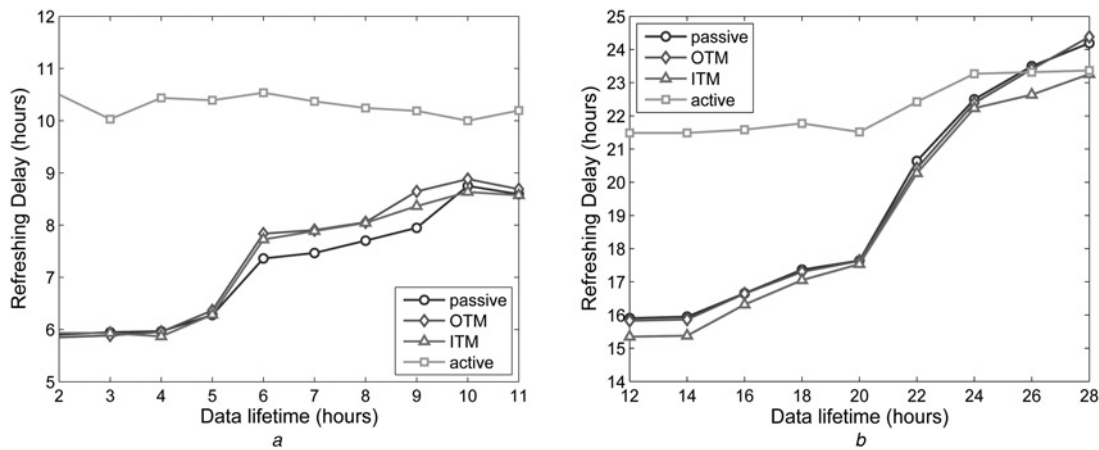 12
11
10
9
8
7
6
5
2 3 4 5 6 7 8 9 10 11
Refreshing Delay (hours)
Data lifetime (hours)
passive
OTM
ITM
active
a
25
24
23
22
21
20
19
18
17
16
15
14
12 14 16 18 20 22 24 26 28
Refreshing Delay (hours)
Data lifetime (hours)
passive
OTM
ITM
active
b